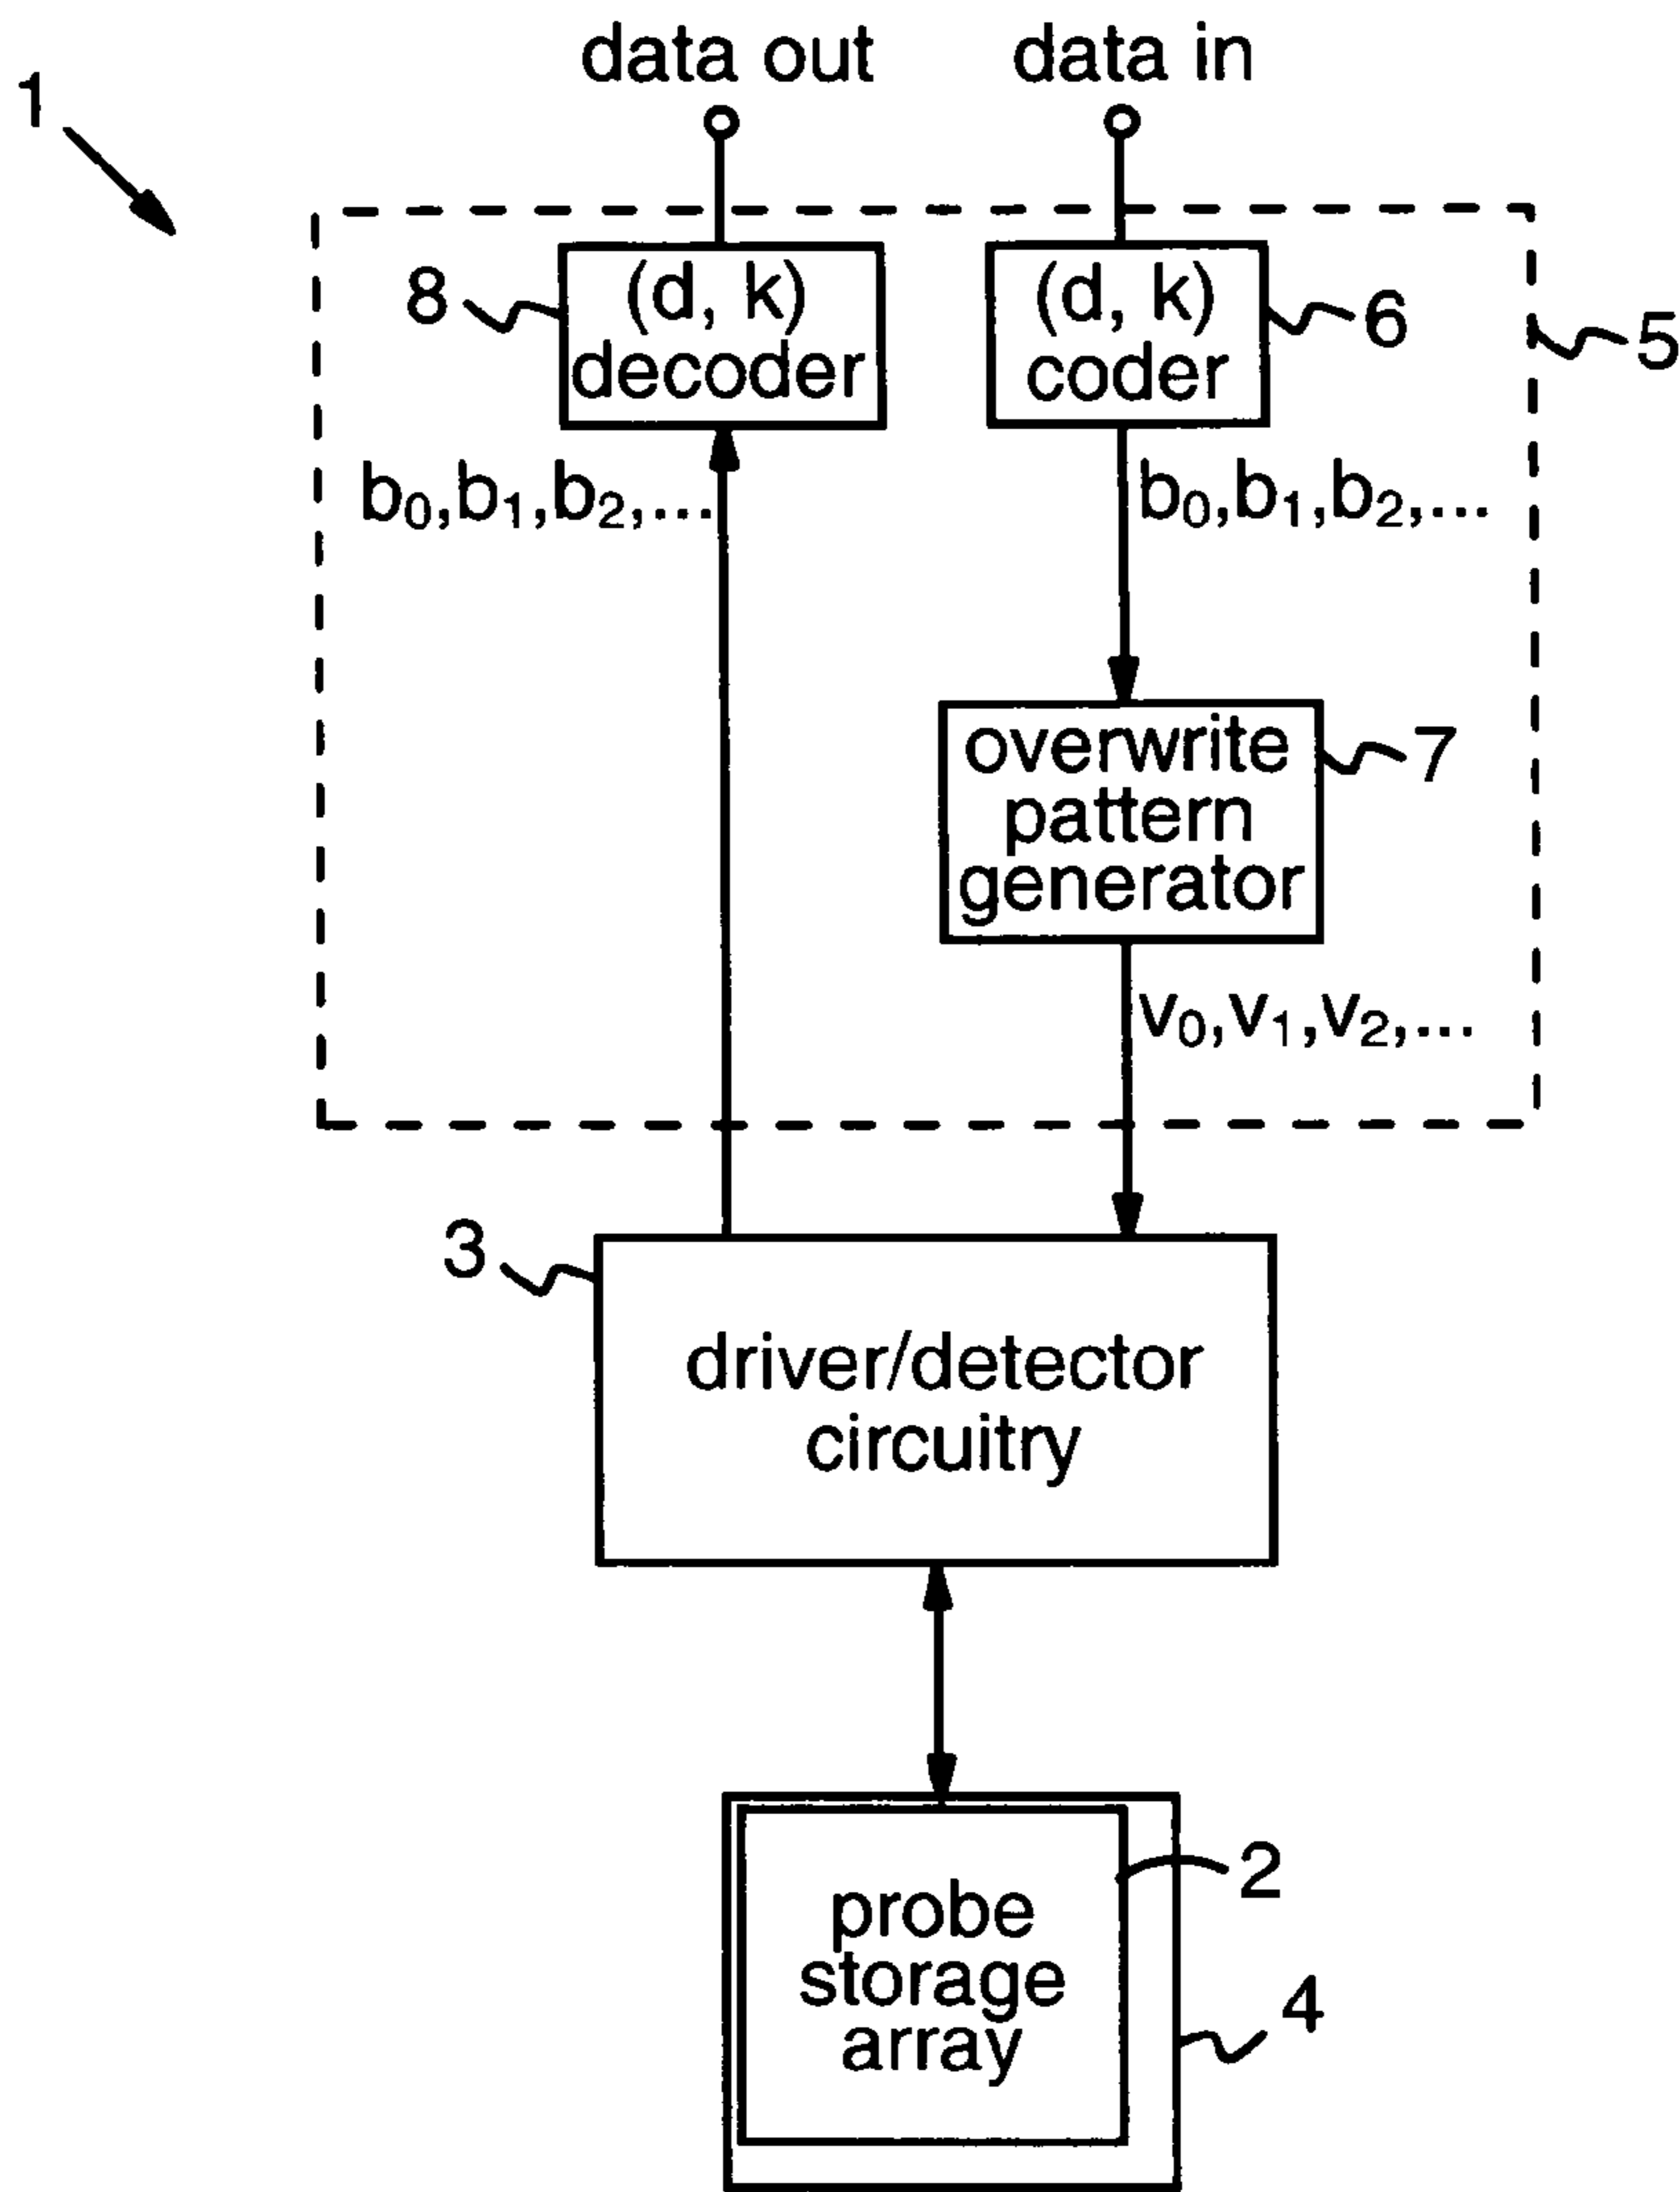 data out
data in
1
(d, k)
decoder
8
(d, k)
coder
6
5
b₀,b₁,b₂,...
b₀,b₁,b₂,...
overwrite
pattern
generator
7
v₀,v₁,v₂,...
3
driver/detector
circuitry
probe
storage
array
2
4